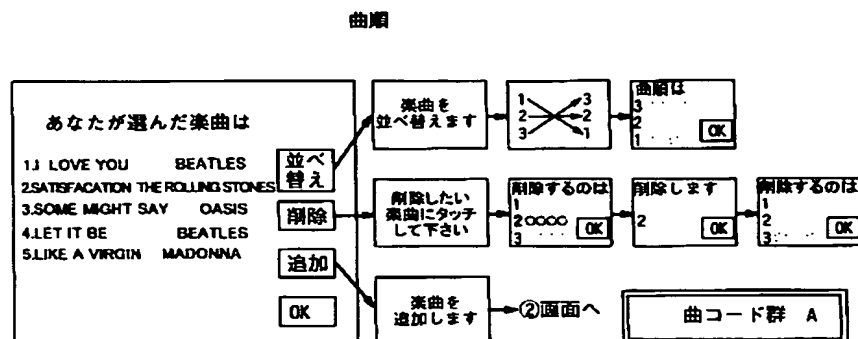 曲順
あなたが選んだ楽曲は
1.I LOVE YOU BEATLES
2.SATISFACATION THE ROLLING STONES
3.SOME MIGHT SAY OASIS
4.LET IT BE BEATLES
5.LIKE A VIRGIN MADONNA
並べ
替え
削除
追加
OK
楽曲を
並べ替えます
1 3
2 2
3 1
曲順は
3
2
1
OK
削除したい
楽曲にタッチ
して下さい
削除するのは
1
2○○○○
3
OK
削除します
2
OK
削除するのは
1
2
3
OK
楽曲を
追加します
②画面へ
曲コード群 A